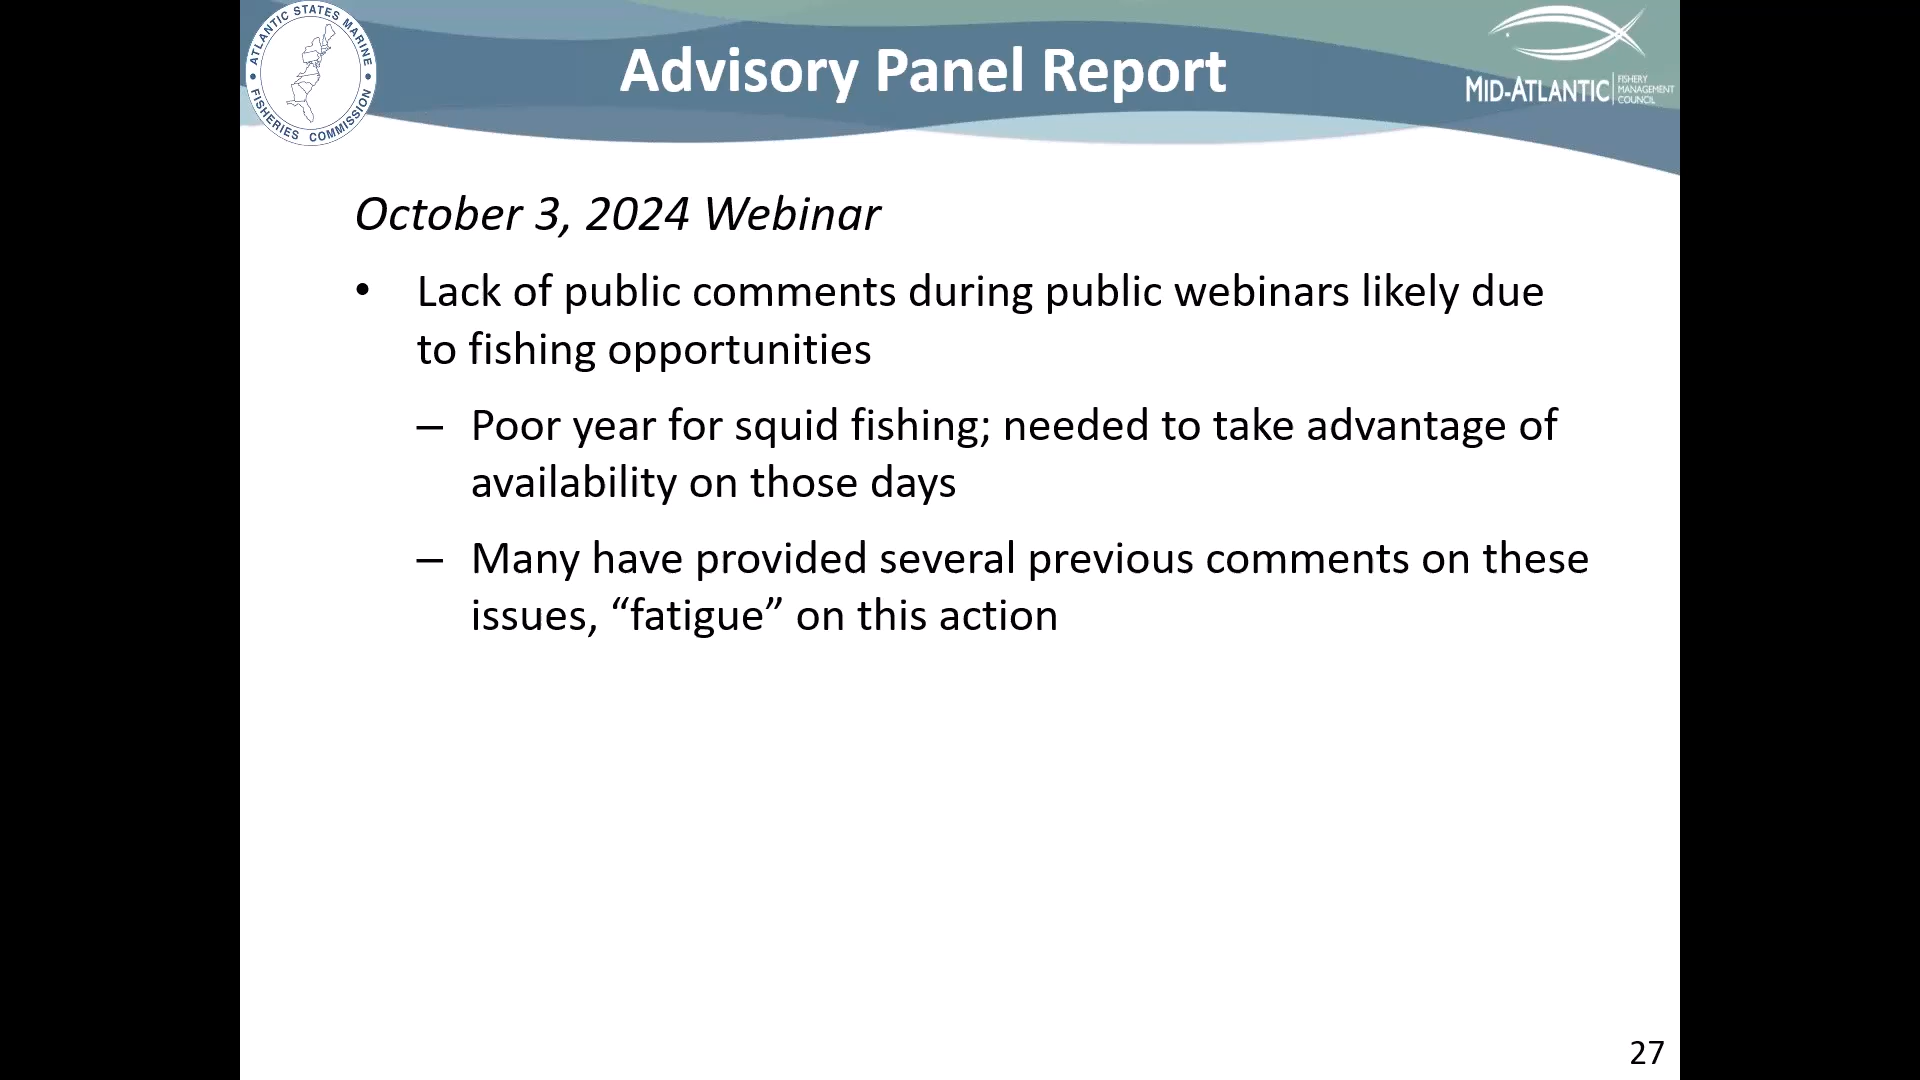 ATLANTIC STATES MARINE
FISHERIES COMMISSION
Advisory Panel Report
MID-ATLANTIC
FISHERY
MANAGEMENT
COUNCIL
October 3, 2024 Webinar
• Lack of public comments during public webinars likely due
to fishing opportunities
– Poor year for squid fishing; needed to take advantage of
availability on those days
– Many have provided several previous comments on these
issues, “fatigue” on this action
27